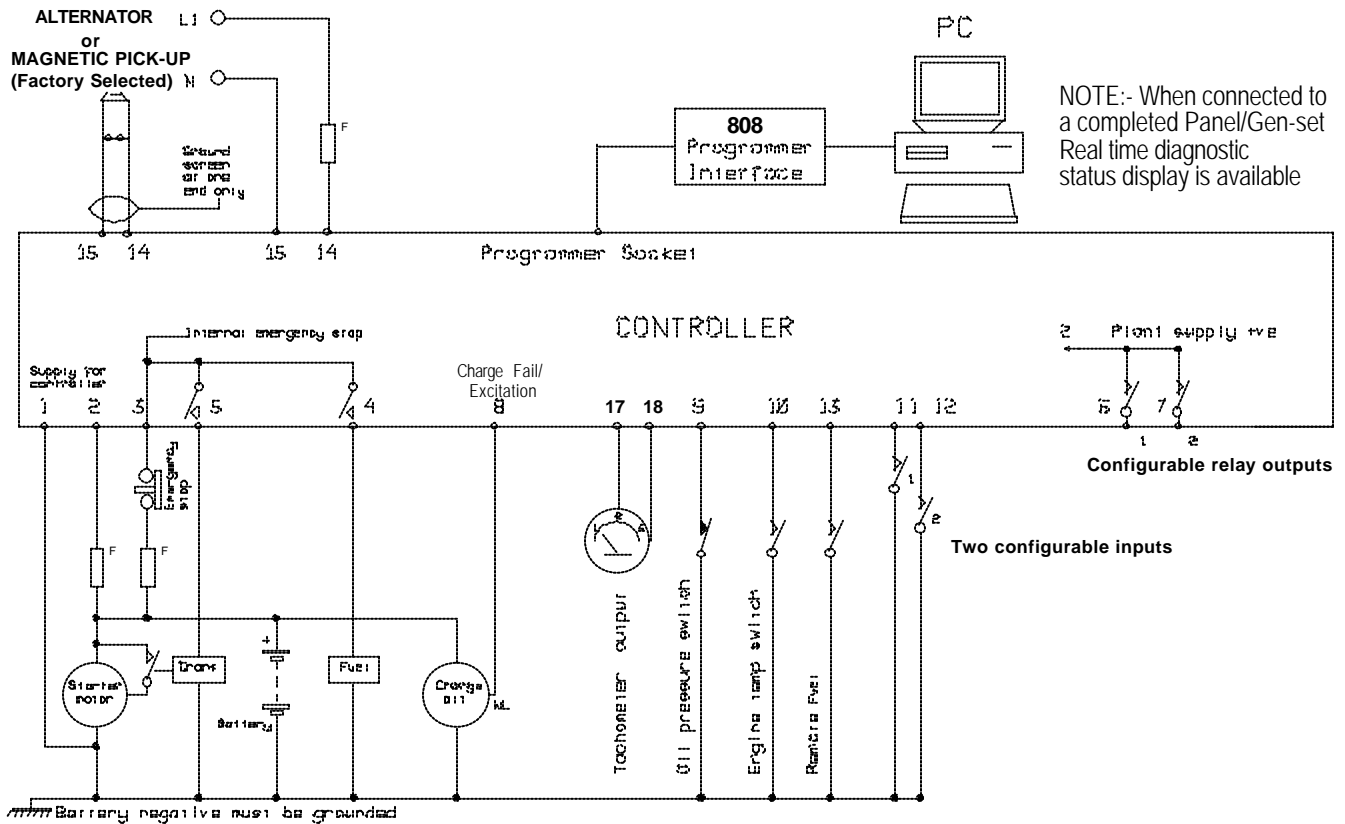 ALTERNATOR L1
or
MAGNETIC PICK-UP
(Factory Selected) N
PC
NOTE:- When connected to
a completed Panel/Gen-set
Real time diagnostic
status display is available
808
Programmer
Interface
F
Ground
screen
at one
end only
15 14 15 14 Programmer Socket
Internal emergency stop
CONTROLLER
2 Plant supply +ve
Supply for
controller
Charge Fail/
Excitation
1 2 3 5 4 8 17 18 9 10 13 11 12 6 7
1 2
Configurable relay outputs
Emergency
stop
1
2
Two configurable inputs
F F
Starter
motor
Crank
+
Battery
Fuel
Charge
alt
WL
Tachometer output
Oil pressure switch
Engine temp switch
Remote Fuel
Battery negative must be grounded